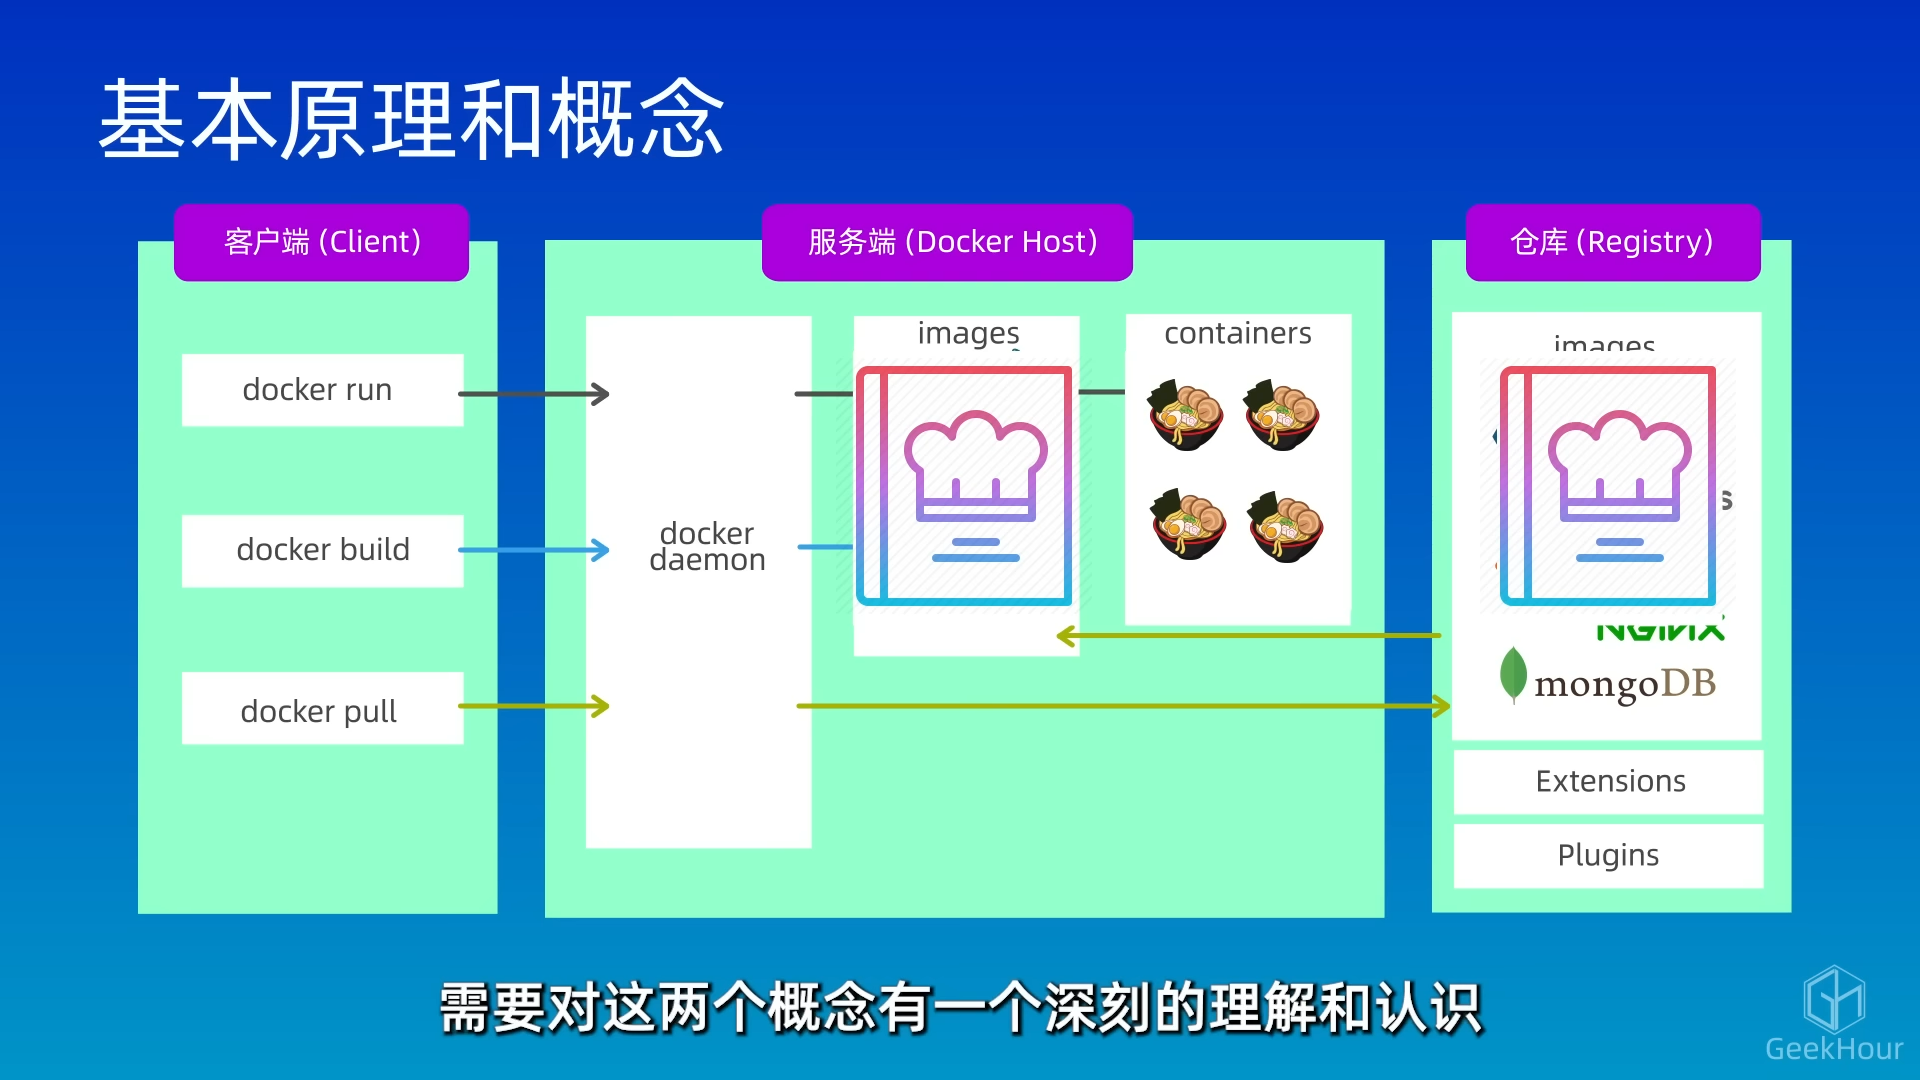 基本原理和概念
客户端 (Client)
服务端 (Docker Host)
仓库 (Registry)
docker run
docker build
docker pull
docker
daemon
images
containers
images
NGINX
mongoDB
Extensions
Plugins
需要对这两个概念有一个深刻的理解和认识
GeekHour